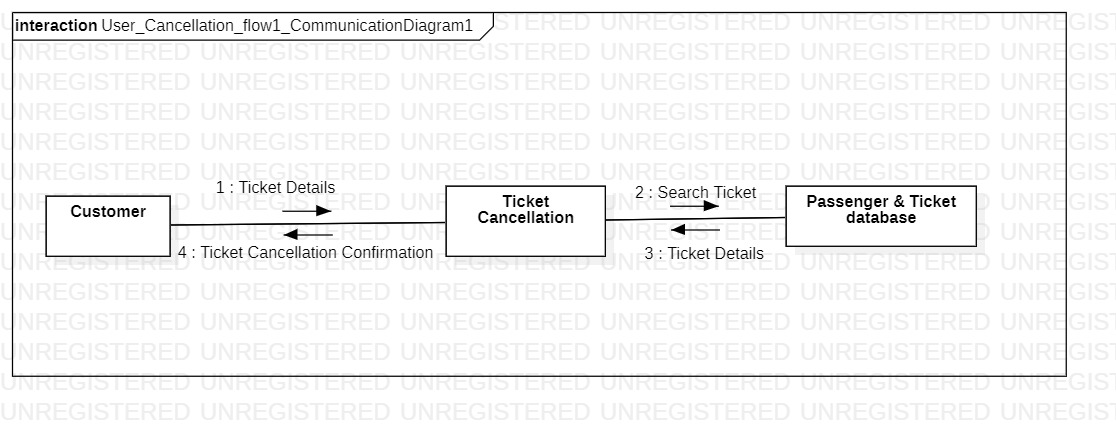 interaction User_Cancellation_flow1_CommunicationDiagram1
1 : Ticket Details
2 : Search Ticket
Customer
Ticket
Cancellation
Passenger & Ticket
database
4 : Ticket Cancellation Confirmation
3 : Ticket Details
UNREGISTERED UNREGISTERED UNREGISTERED UNREGISTERED UNREGISTERED